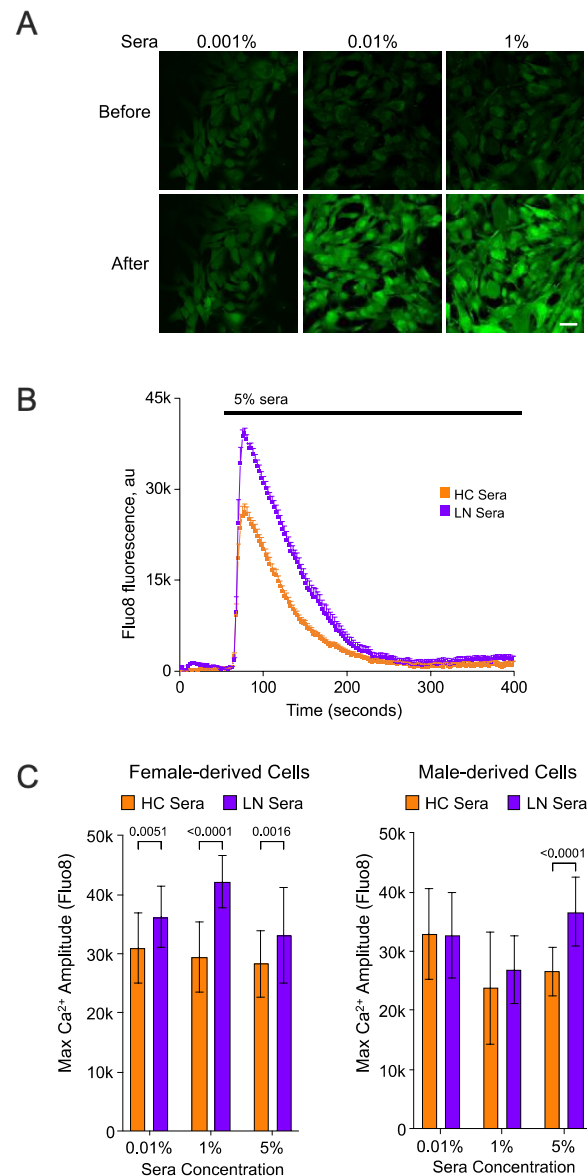 A
Sera 0.001% 0.01% 1%
Before
After
B
45k
5% sera
30k
15k
0
Fluo8 fluorescence, au
HC Sera
LN Sera
0 100 200 300 400
Time (seconds)
C
Female-derived Cells
HC Sera LN Sera
50k
40k
30k
20k
10k
0
Max Ca²⁺ Amplitude (Fluo8)
0.0051 <0.0001 0.0016
0.01% 1% 5%
Sera Concentration
Male-derived Cells
HC Sera LN Sera
50k
40k
30k
20k
10k
0
Max Ca²⁺ Amplitude (Fluo8)
<0.0001
0.01% 1% 5%
Sera Concentration